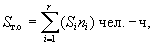 S_{т.о} = \sum_{i=1}^{r} (S_i n_i) чел. – ч,